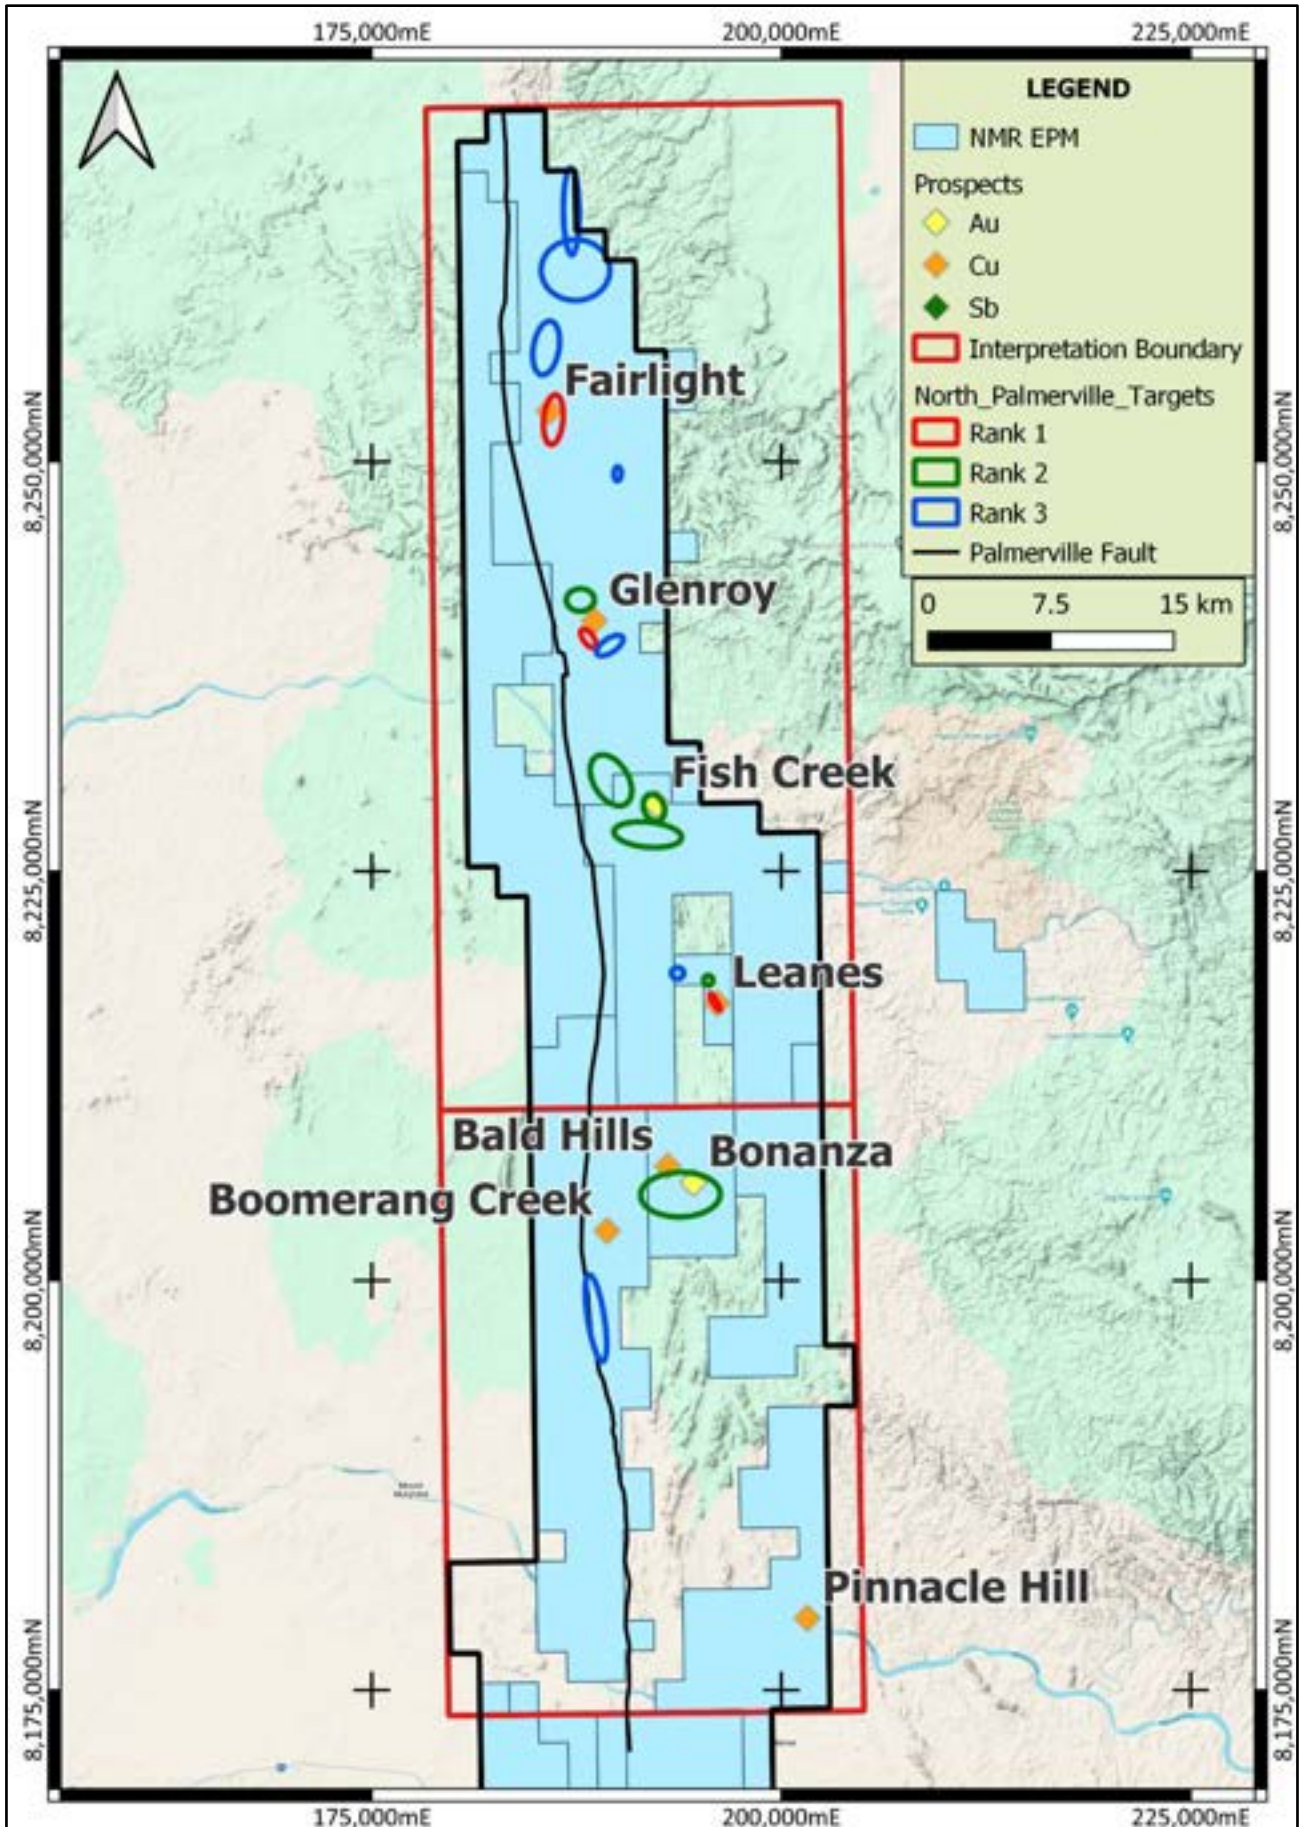 175,000mE 200,000mE 225,000mE
LEGEND
NMR EPM
Prospects
Au
Cu
Sb
Interpretation Boundary
North_Palmerville_Targets
Rank 1
Rank 2
Rank 3
Palmerville Fault
0 7.5 15 km
Fairlight
8,250,000mN 8,250,000mN
Glenroy
Fish Creek
8,225,000mN 8,225,000mN
Leanes
Bald Hills
Bonanza
Boomerang Creek
8,200,000mN 8,200,000mN
Pinnacle Hill
8,175,000mN 8,175,000mN
175,000mE 200,000mE 225,000mE